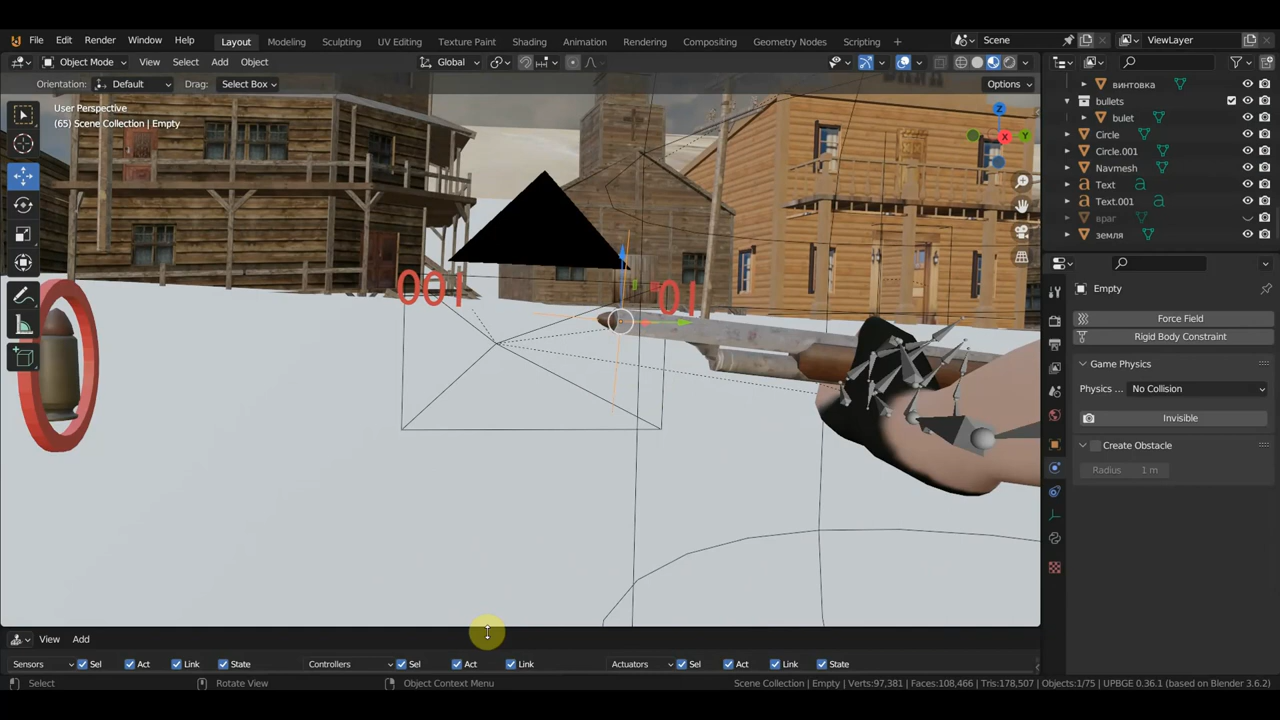 File Edit Render Window Help Layout Modeling Sculpting UV Editing Texture Paint Shading Animation Rendering Compositing Geometry Nodes Scripting + Scene ViewLayer
Object Mode View Select Add Object Global
Orientation: Default Drag: Select Box Options
User Perspective
(65) Scene Collection | Empty
Z
X
Y
001
01
винтовка
bullets
bulet
Circle
Circle.001
Navmesh
a Text a
a Text.001 a
враг
земля
Empty
Force Field
Rigid Body Constraint
Game Physics
Physics ... No Collision
Invisible
Create Obstacle
Radius 1 m
View Add
Sensors Sel Act Link State Controllers Sel Act Link Actuators Sel Act Link State
Select Rotate View Object Context Menu Scene Collection | Empty | Verts:97,381 | Faces:108,466 | Tris:178,507 | Objects:1/75 | UPBGE 0.36.1 (based on Blender 3.6.2)